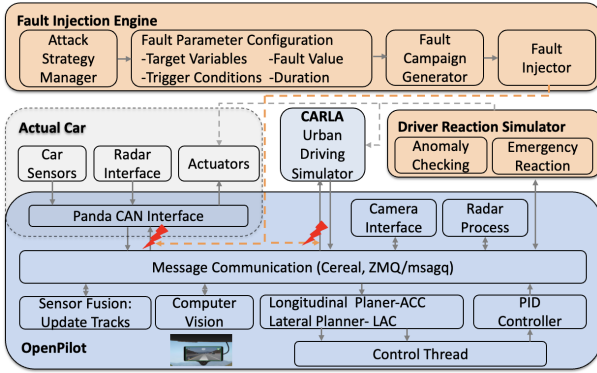 Fault Injection Engine
Attack
Strategy
Manager
Fault Parameter Configuration
-Target Variables -Fault Value
-Trigger Conditions -Duration
Fault
Campaign
Generator
Fault
Injector
Actual Car
Car
Sensors
Radar
Interface
Actuators
CARLA
Urban
Driving
Simulator
Driver Reaction Simulator
Anomaly
Checking
Emergency
Reaction
Panda CAN Interface
Camera
Interface
Radar
Process
Message Communication (Cereal, ZMQ/msagq)
Sensor Fusion:
Update Tracks
Computer
Vision
Longitudinal Planer-ACC
Lateral Planner- LAC
PID
Controller
OpenPilot
Control Thread